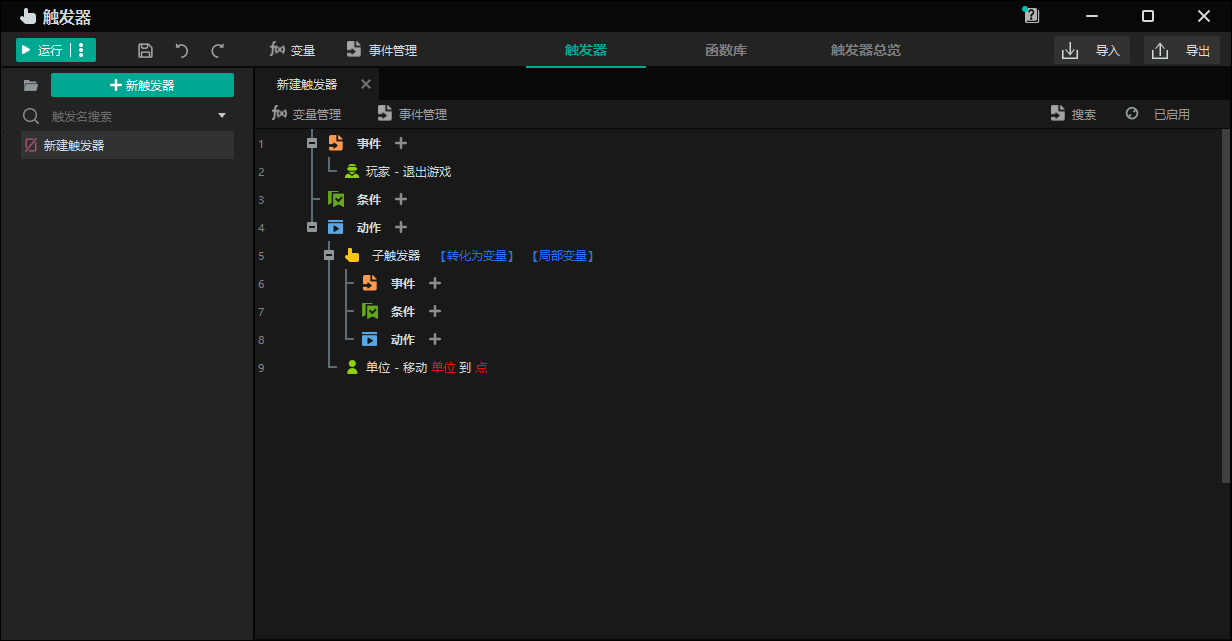 触发器
运行 变量 事件管理 触发器 函数库 触发器总览 导入 导出
新触发器 新建触发器
触发名搜索 变量管理 事件管理 搜索 已启用
新建触发器
1 事件
2 玩家 - 退出游戏
3 条件
4 动作
5 子触发器 【转化为变量】 【局部变量】
6 事件
7 条件
8 动作
9 单位 - 移动 单位 到 点